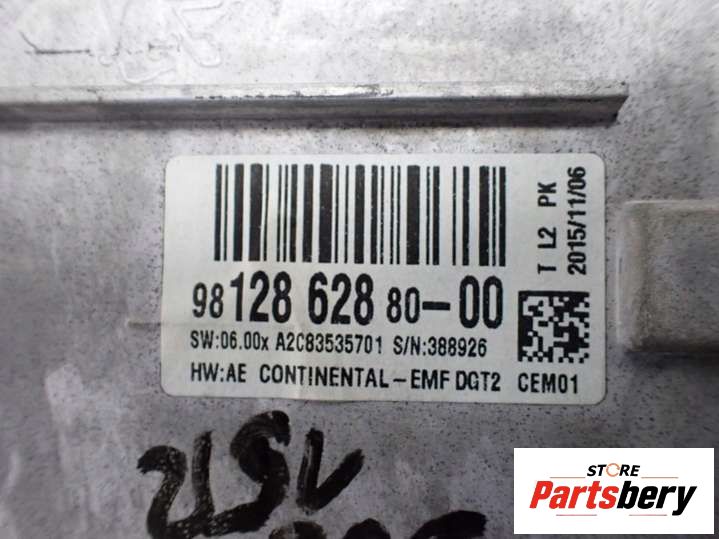 T L2 PK
2015/11/06
98 128 628 80-00
SW:06.00x A2C83535701 S/N:388926
HW:AE CONTINENTAL-EMF DGT2 CEM01
STORE
Partsbery